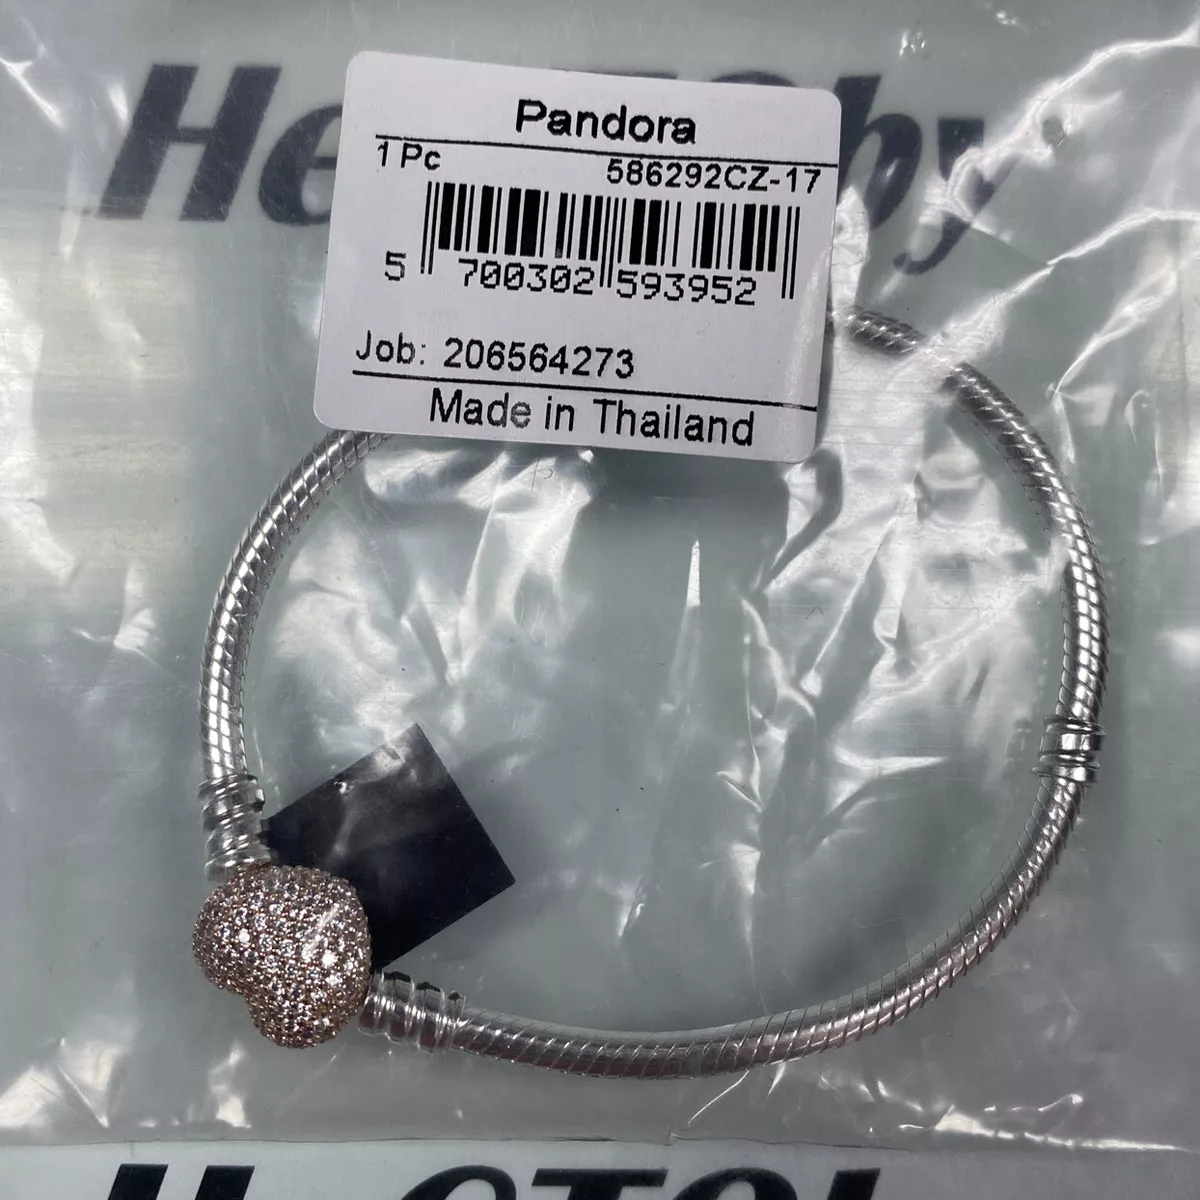 Pandora
1 Pc 586292CZ-17
5 700302 593952
Job: 206564273
Made in Thailand